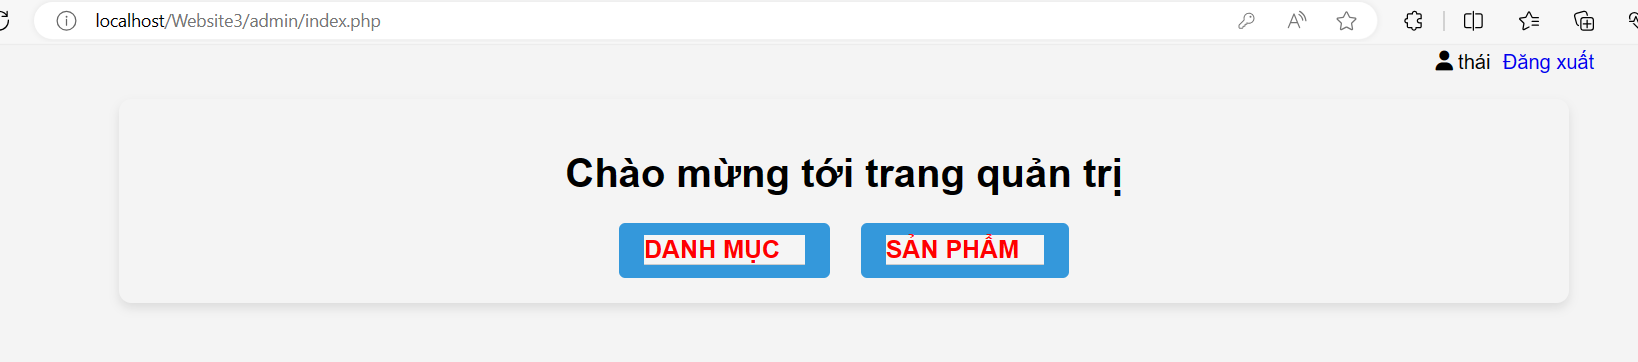 localhost/Website3/admin/index.php
thái Đăng xuất
Chào mừng tới trang quản trị
DANH MỤC SẢN PHẨM